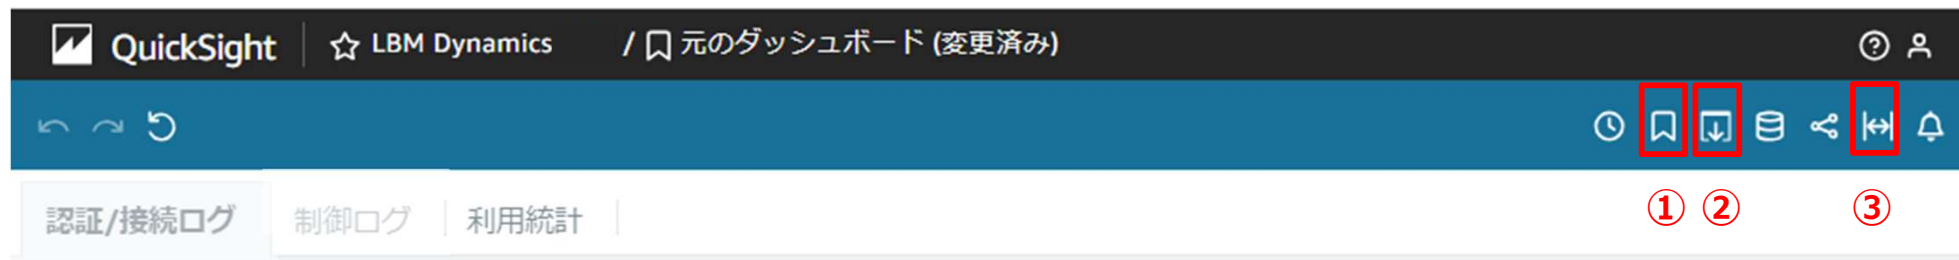 QuickSight LBM Dynamics / 元のダッシュボード (変更済み)
認証/接続ログ 制御ログ 利用統計 ① ② ③